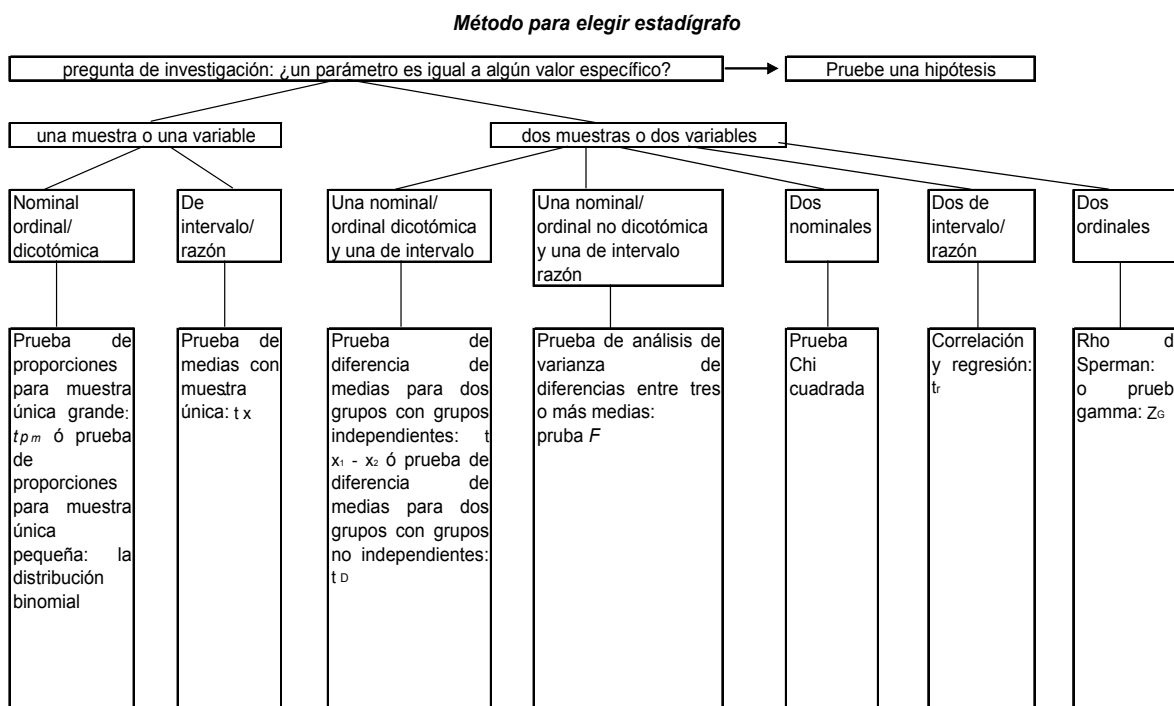 Método para elegir estadígrafo
pregunta de investigación: ¿un parámetro es igual a algún valor específico?
Pruebe una hipótesis
una muestra o una variable
dos muestras o dos variables
Nominal
ordinal/
dicotómica
De
intervalo/
razón
Una nominal/
ordinal dicotómica
y una de intervalo
Una nominal/
ordinal no dicotómica
y una de intervalo
razón
Dos
nominales
Dos de
intervalo/
razón
Dos
ordinales
Prueba de
proporciones
para muestra
única grande:
tpm ó prueba
de
proporciones
para muestra
única
pequeña: la
distribución
binomial
Prueba de
medias con
muestra
única: t x
Prueba de
diferencia de
medias para dos
grupos con grupos
independientes: t
x1 - x2 ó prueba de
diferencia de
medias para dos
grupos con grupos
no independientes:
t D
Prueba de análisis de
varianza de
diferencias entre tres
o más medias:
pruba F
Prueba
Chi
cuadrada
Correlación
y regresión:
tr
Rho d
Sperman:
o prueb
gamma: ZG